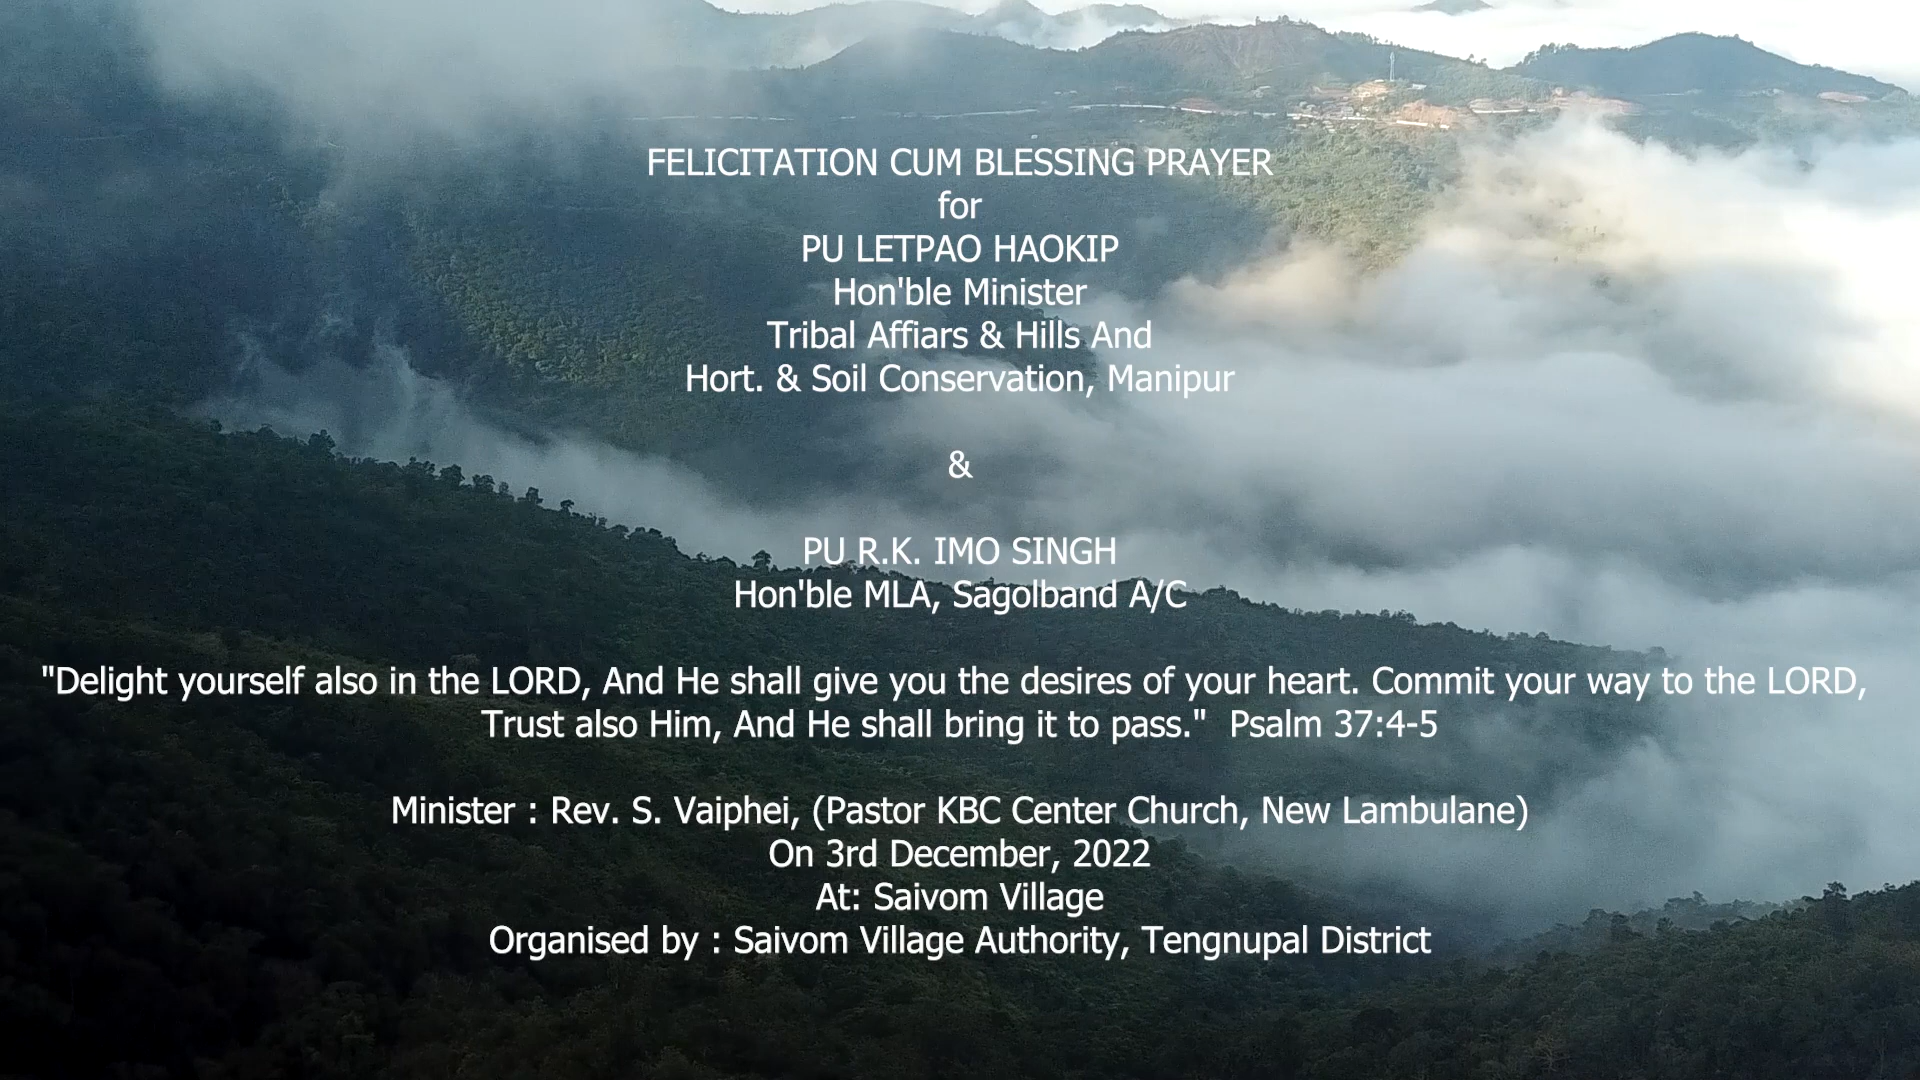 FELICITATION CUM BLESSING PRAYER
for
PU LETPAO HAOKIP
Hon'ble Minister
Tribal Affiars & Hills And
Hort. & Soil Conservation, Manipur
&
PU R.K. IMO SINGH
Hon'ble MLA, Sagolband A/C
"Delight yourself also in the LORD, And He shall give you the desires of your heart. Commit your way to the LORD,
Trust also Him, And He shall bring it to pass."  Psalm 37:4-5
Minister : Rev. S. Vaiphei, (Pastor KBC Center Church, New Lambulane)
On 3rd December, 2022
At: Saivom Village
Organised by : Saivom Village Authority, Tengnupal District